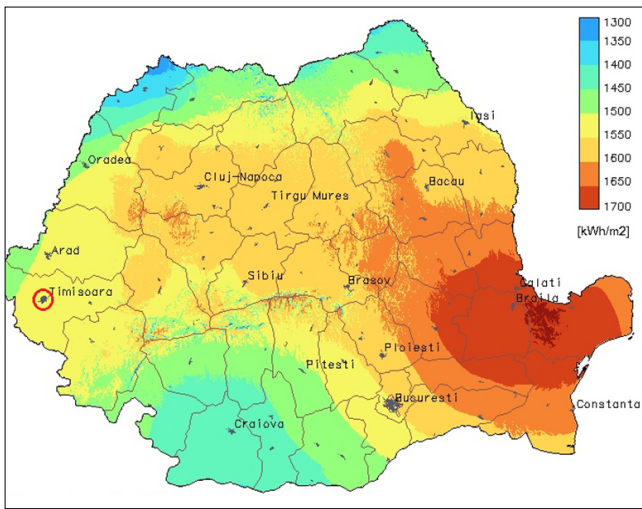 1300
1350
1400
1450
1500
1550
1600
1650
1700
[kWh/m2]
Iasi
Oradea
Cluj-Napoca
Tirgu Mures
Bacau
Arad
Timisoara
Sibiu
Brasov
Galati
Braila
Ploiesti
Pitesti
Bucuresti
Constanta
Craiova